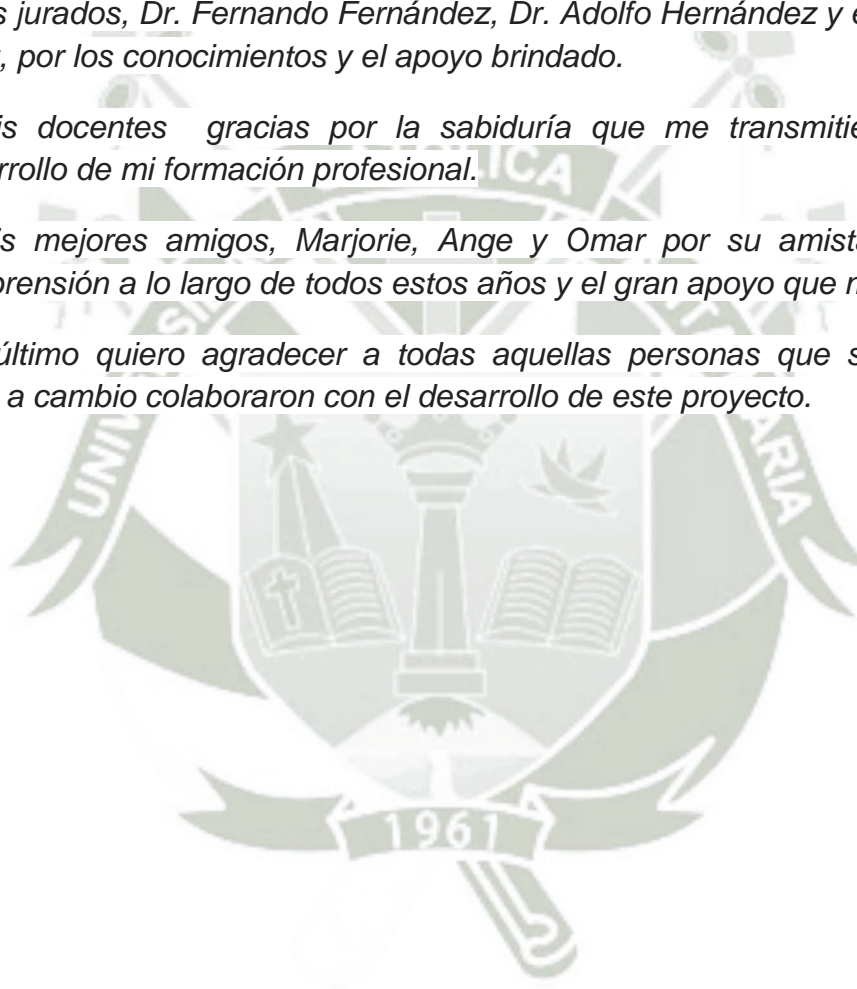 s jurados, Dr. Fernando Fernández, Dr. Adolfo Hernández y e
, por los conocimientos y el apoyo brindado.
is docentes gracias por la sabiduría que me transmitie
rrollo de mi formación profesional.
is mejores amigos, Marjorie, Ange y Omar por su amista
prensión a lo largo de todos estos años y el gran apoyo que
último quiero agradecer a todas aquellas personas que s
a cambio colaboraron con el desarrollo de este proyecto.
1961